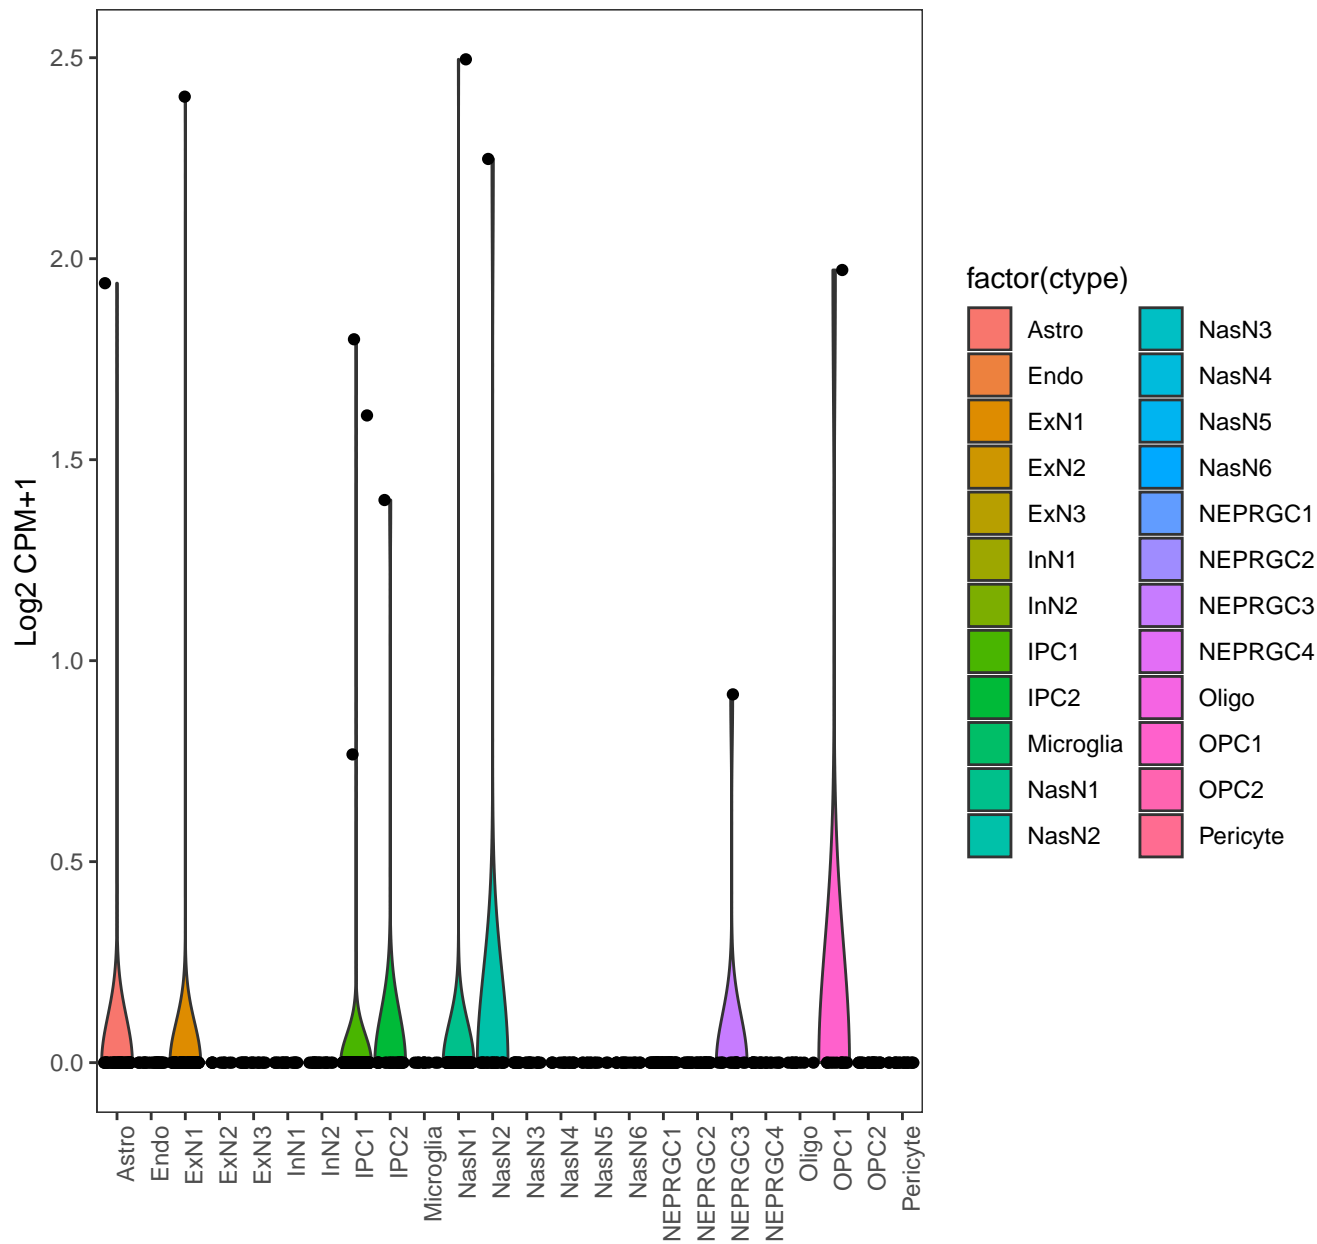 2.5
2.0
1.5
1.0
0.5
0.0
Log2 CPM+1
Astro
Endo
ExN1
ExN2
ExN3
InN1
InN2
IPC1
IPC2
Microglia
NasN1
NasN2
NasN3
NasN4
NasN5
NasN6
NEPRGC1
NEPRGC2
NEPRGC3
NEPRGC4
Oligo
OPC1
OPC2
Pericyte
factor(ctype)
Astro
Endo
ExN1
ExN2
ExN3
InN1
InN2
IPC1
IPC2
Microglia
NasN1
NasN2
NasN3
NasN4
NasN5
NasN6
NEPRGC1
NEPRGC2
NEPRGC3
NEPRGC4
Oligo
OPC1
OPC2
Pericyte